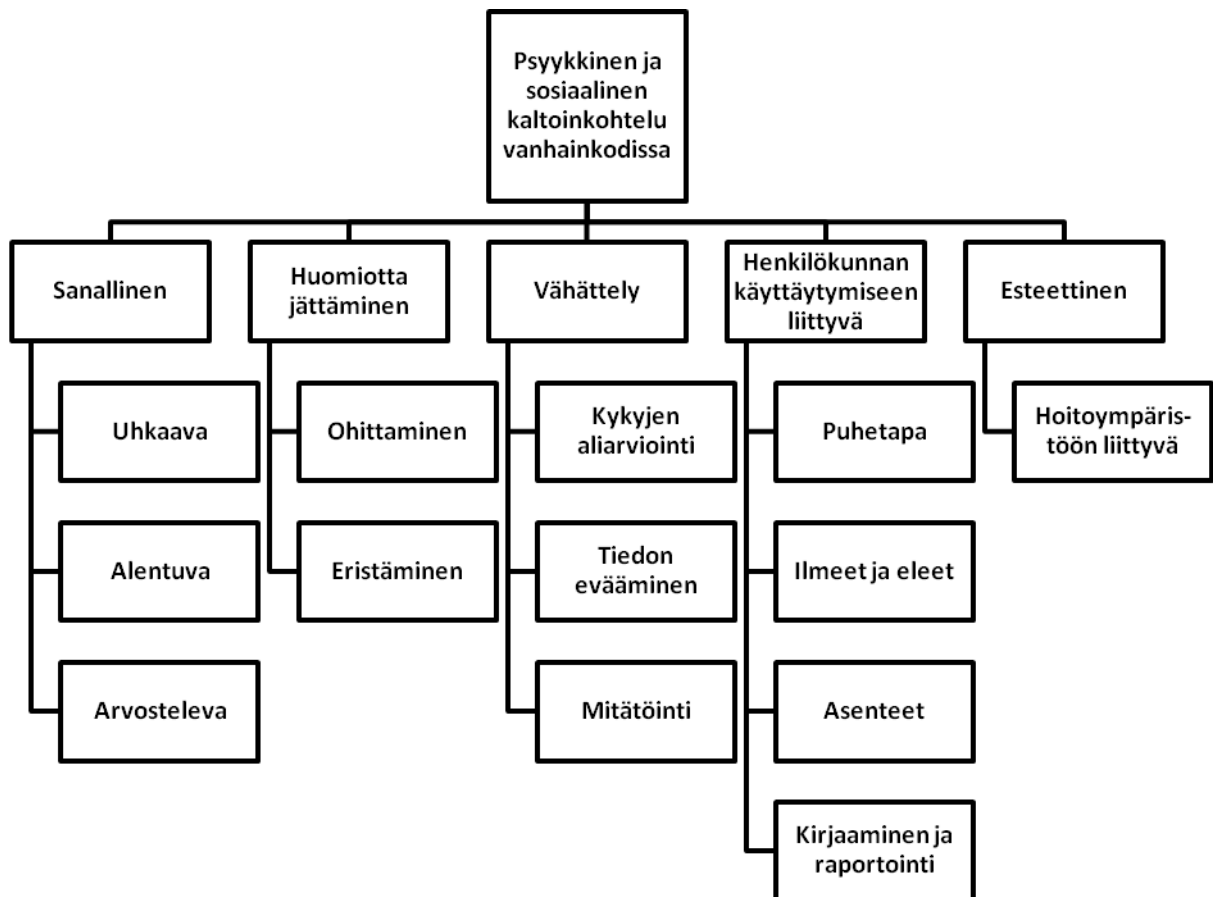 Psyykkinen ja
sosiaalinen
kaltoinkohtelu
vanhainkodissa
Sanallinen
Huomiotta
jättäminen
Vähättely
Henkilökunnan
käyttäytymiseen
liittyvä
Esteettinen
Uhkaava
Ohittaminen
Kykyjen
aliarviointi
Puhetapa
Hoitoympäris-
töön liittyvä
Alentuva
Eristäminen
Tiedon
evääminen
Ilmeet ja eleet
Arvosteleva
Mitätöinti
Asenteet
Kirjaaminen ja
raportointi